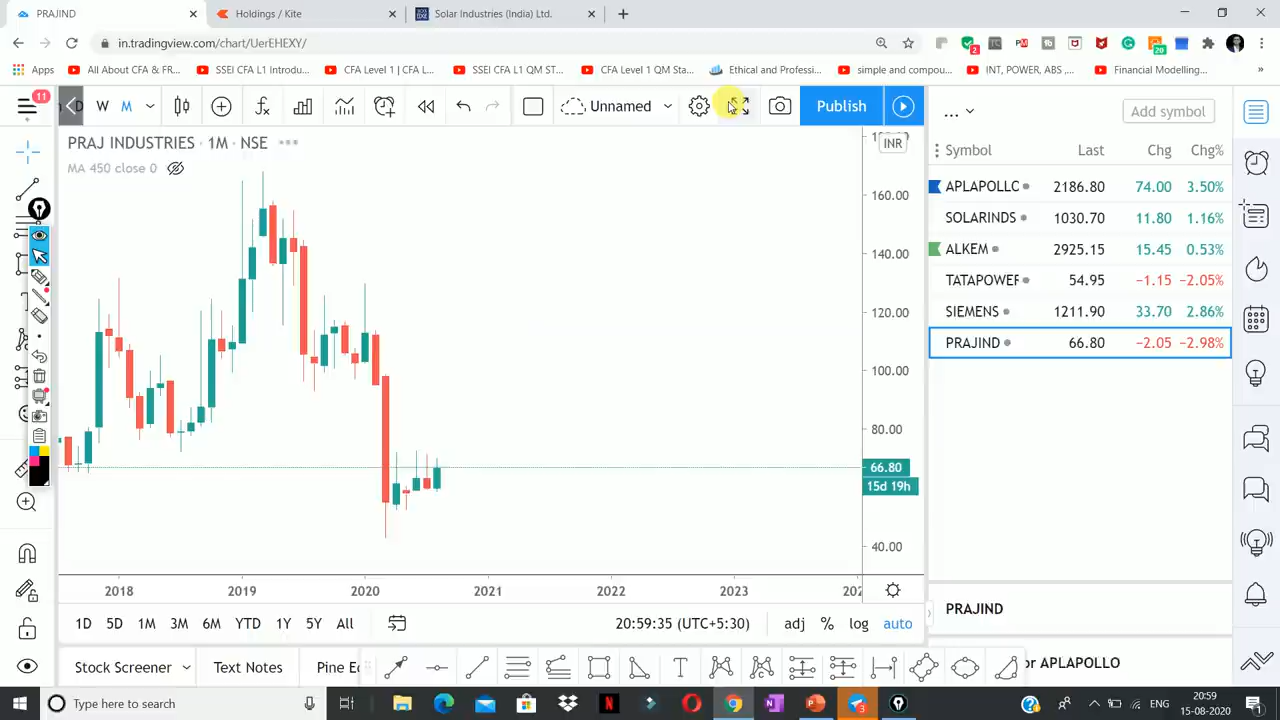 PRAJIND
Holdings / Kite
Solar Industries (India) Ltd.
in.tradingview.com/chart/UerEHEXY/
2
PM
20
Apps
All About CFA & FR...
SSEI CFA L1 Introdu...
CFA Level 1 | CFA L...
SSEI CFA L1 QM ST...
CFA Level 1 QM Sta...
Ethical and Professi...
simple and compou...
INT, POWER, ABS ,...
Financial Modelling...
»
11
D W M
Unnamed
Publish
...
Add symbol
PRAJ INDUSTRIES · 1M · NSE
MA 450 close 0
INR
160.00
140.00
120.00
100.00
80.00
66.80
15d 19h
40.00
Symbol Last Chg Chg%
APLAPOLLO 2186.80 74.00 3.50%
SOLARINDS 1030.70 11.80 1.16%
ALKEM 2925.15 15.45 0.53%
TATAPOWER 54.95 −1.15 −2.05%
SIEMENS 1211.90 33.70 2.86%
PRAJIND 66.80 −2.05 −2.98%
2018 2019 2020 2021 2022 2023 202
1D 5D 1M 3M 6M YTD 1Y 5Y All
20:59:35 (UTC+5:30) adj % log auto
PRAJIND
Stock Screener
Text Notes
Pine Ed
or APLAPOLLO
Type here to search
3
ENG
20:59
15-08-2020